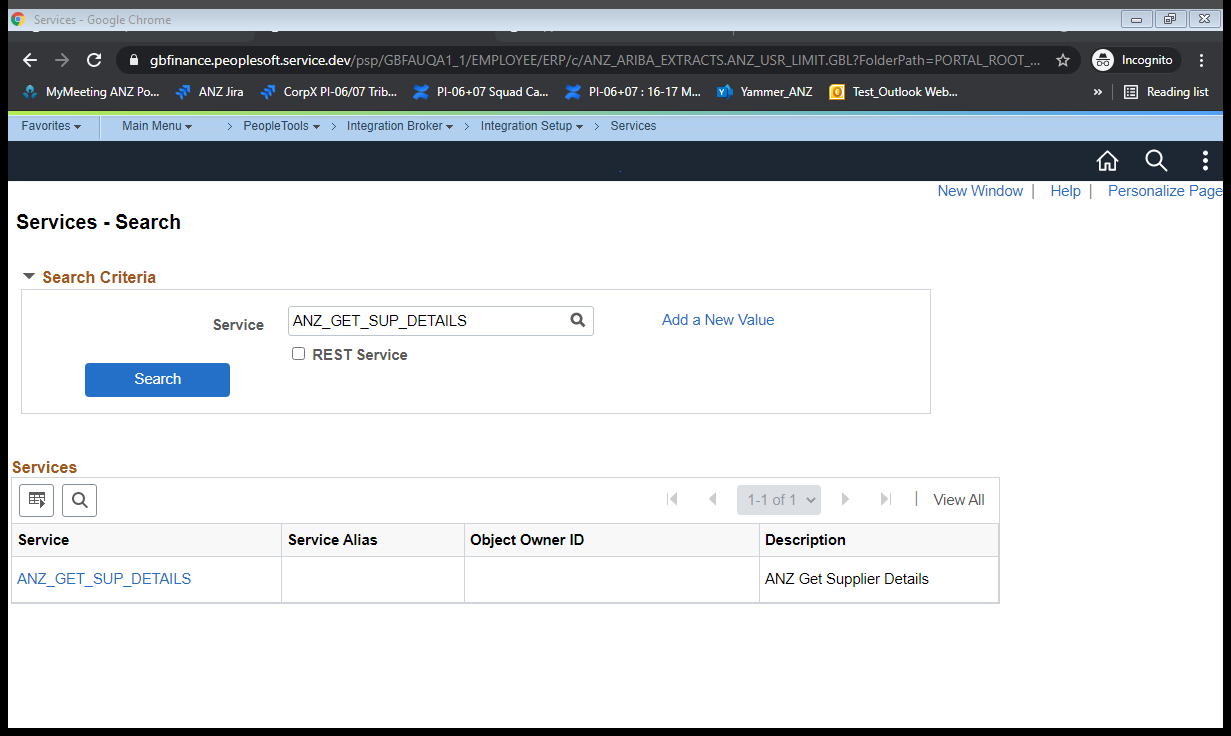 Services - Google Chrome
gbfinance.peoplesoft.service.dev/psp/GBFAUQA1_1/EMPLOYEE/ERP/c/ANZ_ARIBA_EXTRACTS.ANZ_USR_LIMIT.GBL?FolderPath=PORTAL_ROOT_... Incognito
MyMeeting ANZ Po... ANZ Jira CorpX PI-06/07 Trib... PI-06+07 Squad Ca... PI-06+07 : 16-17 M... Yammer_ANZ Test_Outlook Web... » Reading list
Favorites Main Menu > PeopleTools > Integration Broker > Integration Setup > Services
New Window | Help | Personalize Page
Services - Search
Search Criteria
Service ANZ_GET_SUP_DETAILS Add a New Value
REST Service
Search
Services
1-1 of 1 | View All
Service Service Alias Object Owner ID Description
ANZ_GET_SUP_DETAILS ANZ Get Supplier Details